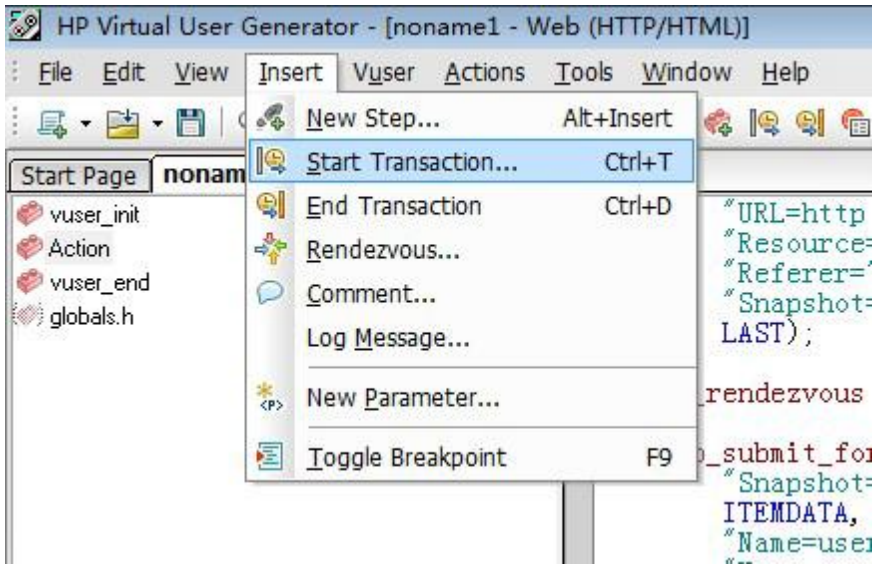 HP Virtual User Generator - [noname1 - Web (HTTP/HTML)]
File Edit View Insert Vuser Actions Tools Window Help
New Step... Alt+Insert
Start Transaction... Ctrl+T
End Transaction Ctrl+D
Rendezvous...
Comment...
Log Message...
New Parameter...
Toggle Breakpoint F9
Start Page nonam
vuser_init
Action
vuser_end
globals.h
"URL=http
"Resource=
"Referer="
"Snapshot=
LAST);
_rendezvous
_submit_for
"Snapshot=
ITEMDATA,
"Name=user